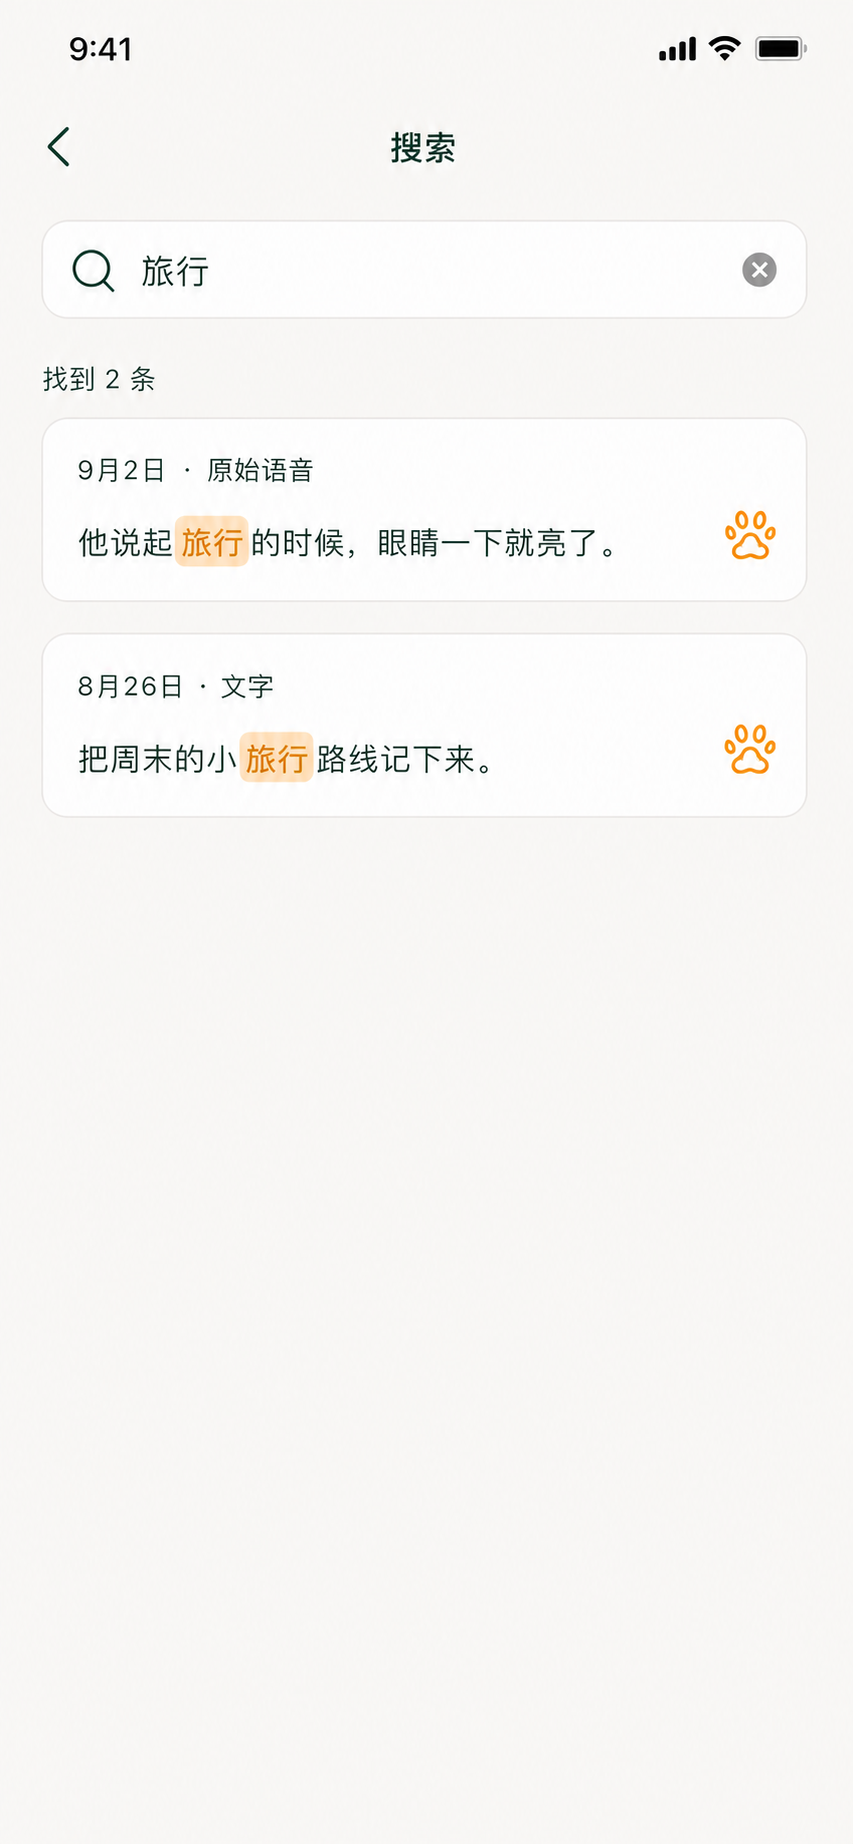 9:41
搜索
旅行
找到 2 条
9月2日 · 原始语音
他说起旅行的时候，眼睛一下就亮了。
8月26日 · 文字
把周末的小旅行路线记下来。